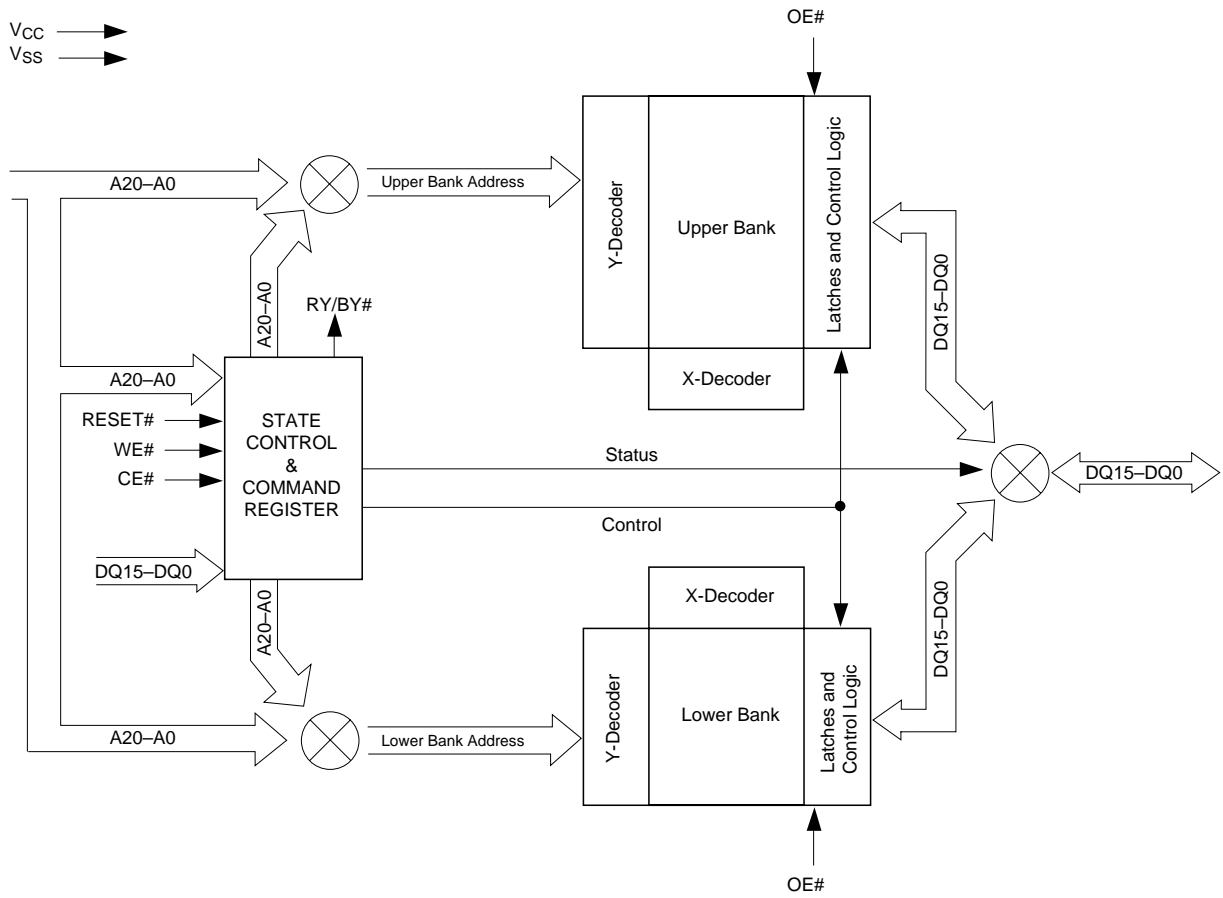 VCC
VSS
OE#
A20–A0
Upper Bank Address
Y-Decoder
Upper Bank
Latches and Control Logic
X-Decoder
A20–A0
RY/BY#
DQ15–DQ0
A20–A0
RESET#
WE#
CE#
STATE
CONTROL
&
COMMAND
REGISTER
Status
Control
DQ15–DQ0
DQ15–DQ0
A20–A0
X-Decoder
DQ15–DQ0
A20–A0
Lower Bank Address
Y-Decoder
Lower Bank
Latches and
Control Logic
OE#